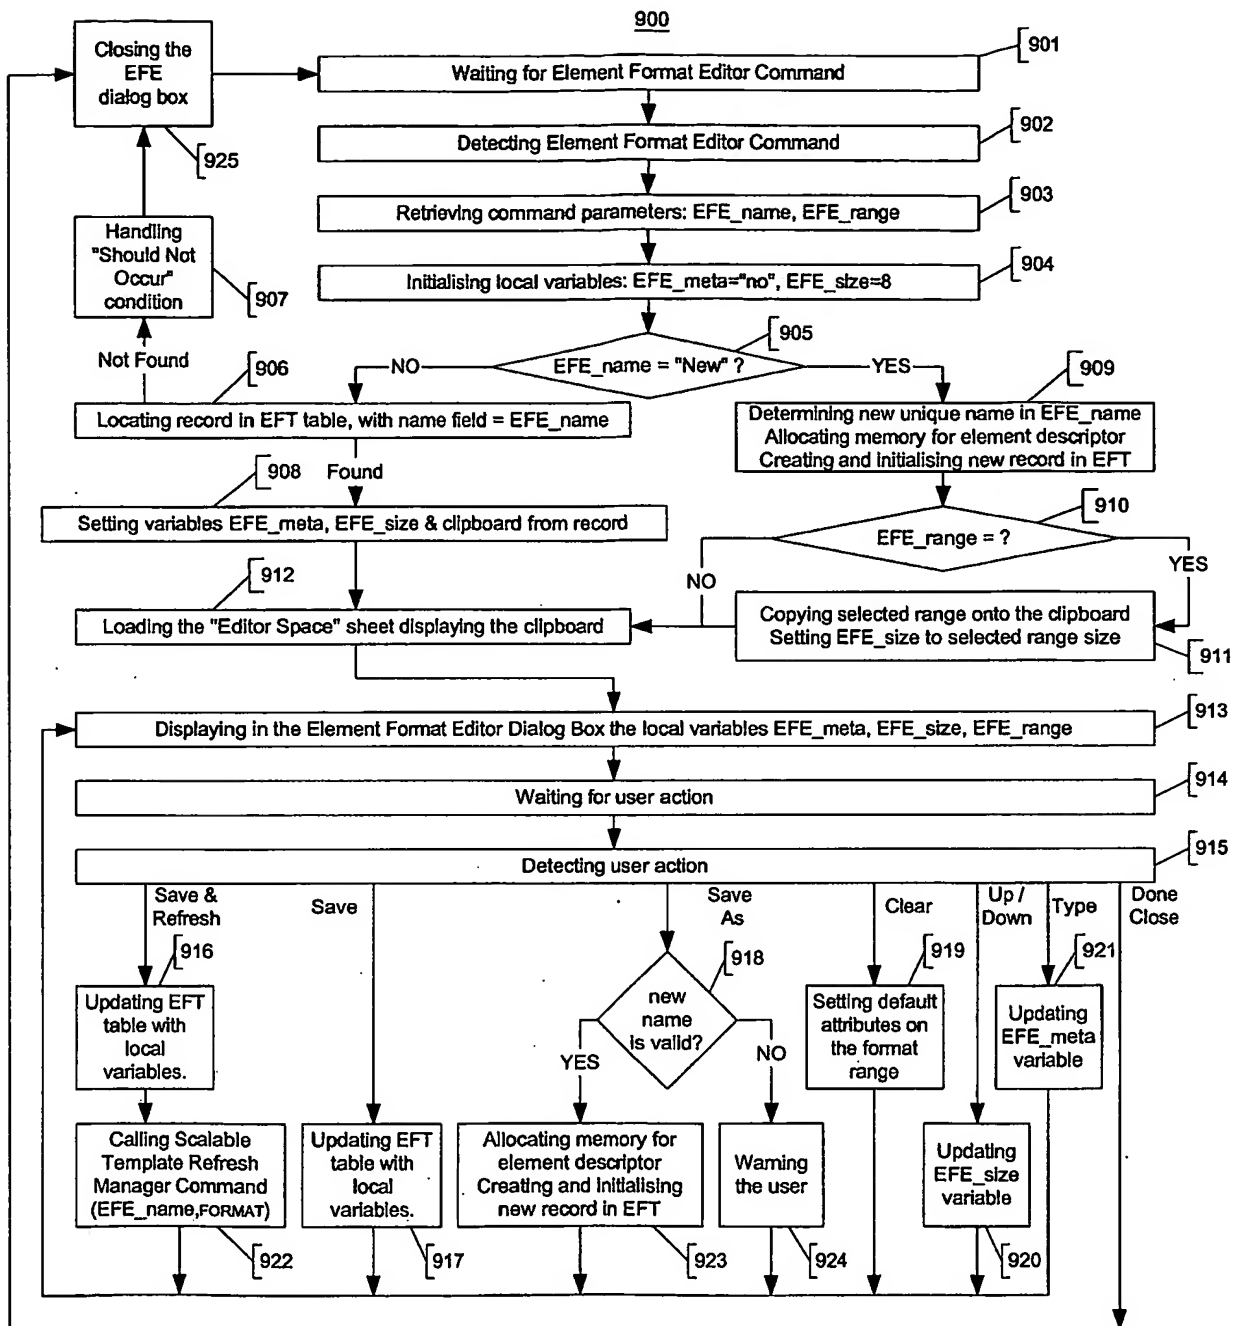 900
Closing the
EFE
dialog box
925
Waiting for Element Format Editor Command
901
Detecting Element Format Editor Command
902
Retrieving command parameters: EFE_name, EFE_range
903
Initialising local variables: EFE_meta="no", EFE_size=8
904
Handling
"Should Not
Occur"
condition
907
Not Found
906
NO
EFE_name = "New" ?
905
YES
909
Locating record in EFT table, with name field = EFE_name
Determining new unique name in EFE_name
Allocating memory for element descriptor
Creating and initialising new record in EFT
908
Found
Setting variables EFE_meta, EFE_size & clipboard from record
910
EFE_range = ?
NO
YES
912
Loading the "Editor Space" sheet displaying the clipboard
Copying selected range onto the clipboard
Setting EFE_size to selected range size
911
Displaying in the Element Format Editor Dialog Box the local variables EFE_meta, EFE_size, EFE_range
913
Waiting for user action
914
Detecting user action
915
Save &
Refresh
Save
Save
As
Clear
Up /
Down
Type
Done
Close
916
Updating EFT
table with
local
variables.
918
new
name
is valid?
YES
NO
919
Setting default
attributes on
the format
range
921
Updating
EFE_meta
variable
Calling Scalable
Template Refresh
Manager Command
(EFE_name,FORMAT)
922
Updating EFT
table with
local
variables.
917
Allocating memory for
element descriptor
Creating and initialising
new record in EFT
923
Warning
the user
924
Updating
EFE_size
variable
920